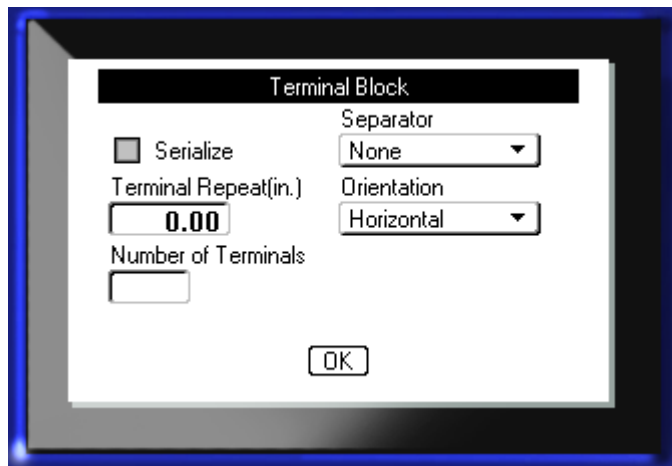 Terminal Block
Separator
Serialize
None
Terminal Repeat(in.)
Orientation
0.00
Horizontal
Number of Terminals
OK